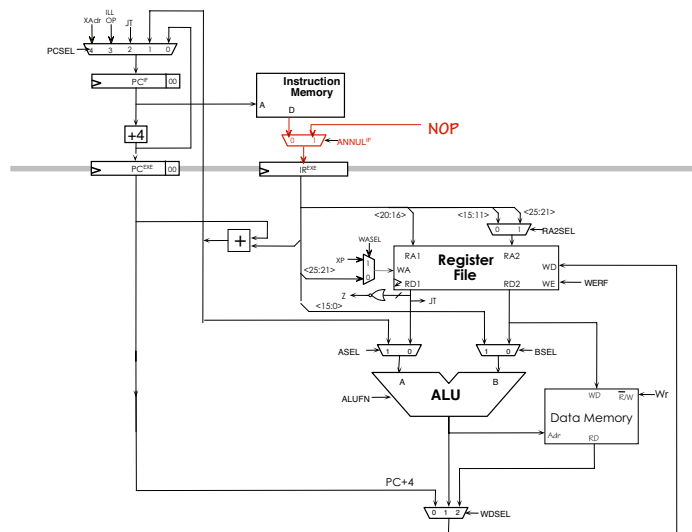 ILL
XAdr OP JT
PCSEL 4 3 2 1 0
PC^IF 00
Instruction
Memory
A
D
NOP
+4
0 1 ANNUL^IF
PC^EXE 00
IR^EXE
<20:16> <15:11> <25:21>
0 1 RA2SEL
+
WASEL
XP 1
0
<25:21>
RA1 RA2
Register
File
WA WD
RD1 RD2 WE WERF
Z JT
<15:0>
ASEL 1 0 1 0 BSEL
A B
ALU
ALUFN
WD R/W Wr
Data Memory
Adr RD
PC+4
0 1 2 WDSEL